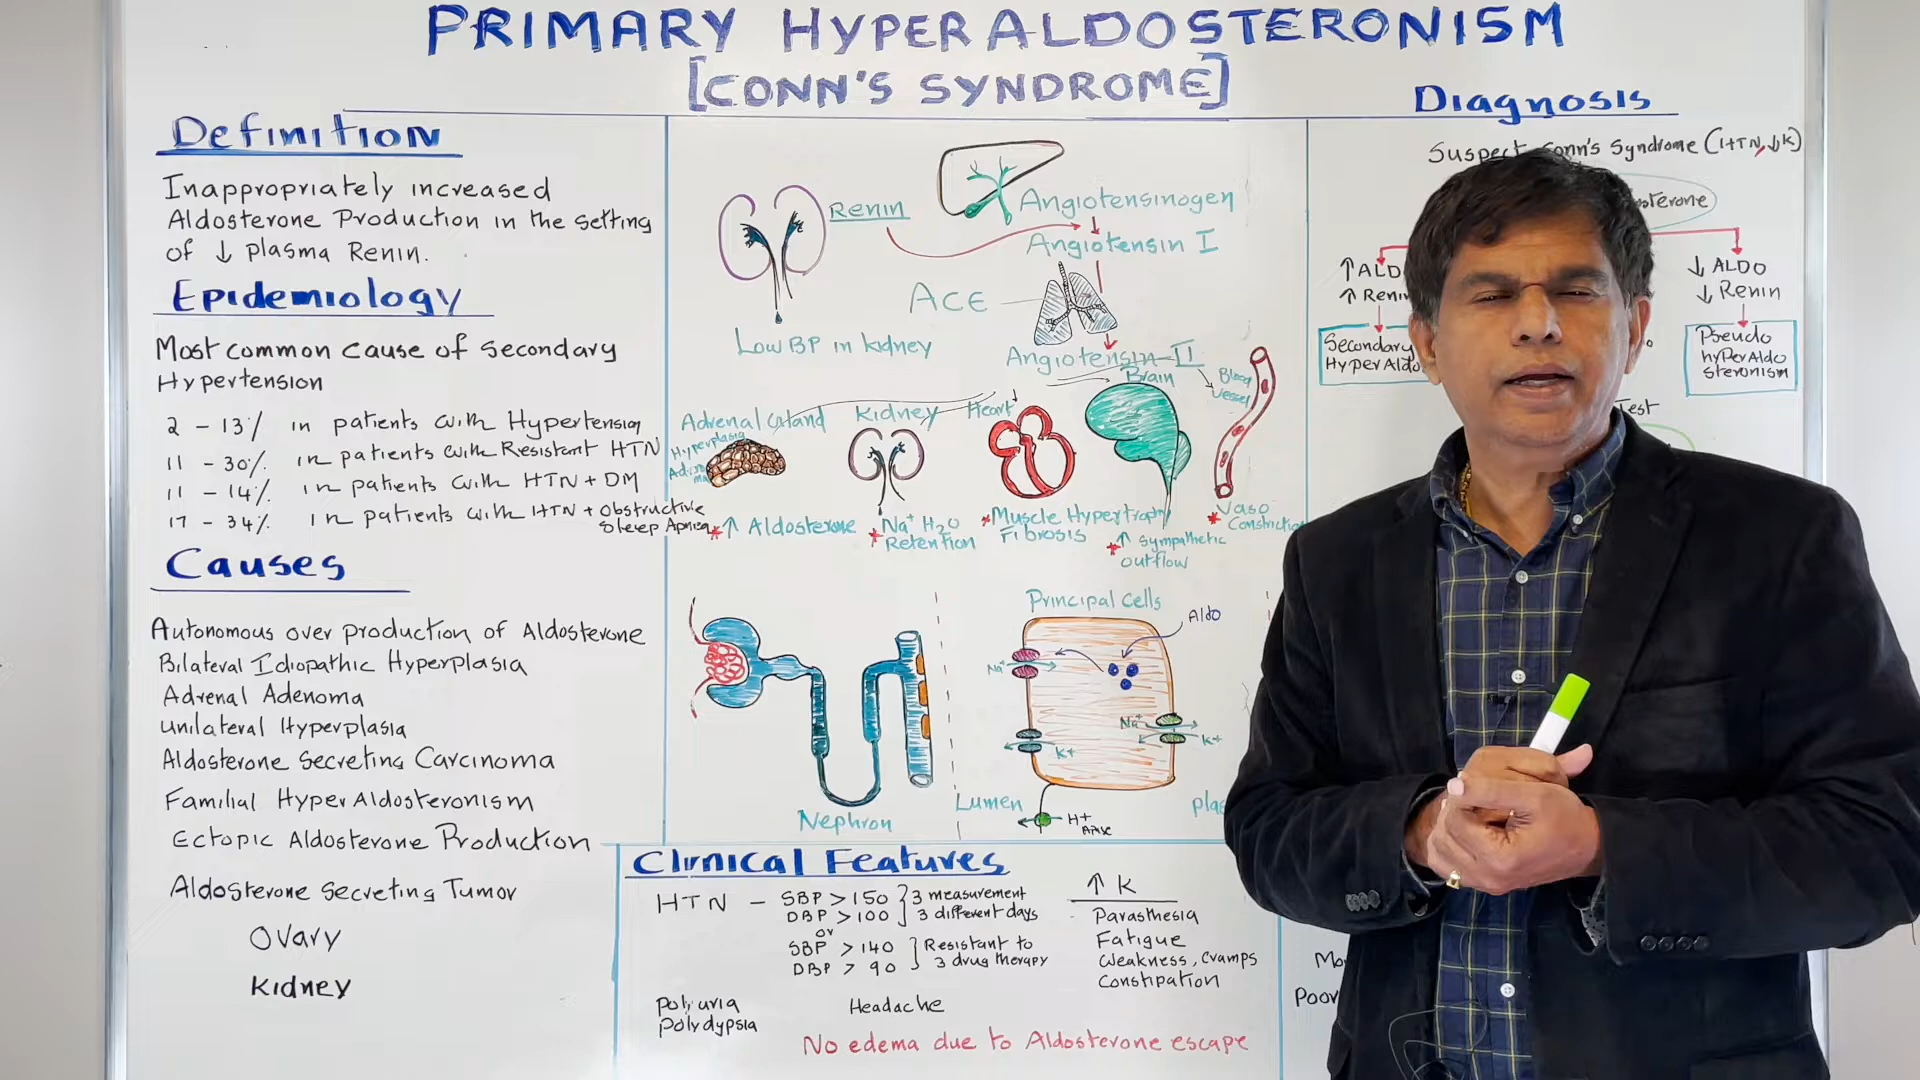 PRIMARY HYPERALDOSTERONISM
[CONN'S SYNDROME]
Definition
Inappropriately increased
Aldosterone Production in the setting
of ↓ plasma Renin.
Epidemiology
Most common cause of secondary
Hypertension
2 - 13% in patients with Hypertension
11 - 30% in patients with Resistant HTN
11 - 14% in patients with HTN + DM
17 - 34% in patients with HTN + Obstructive
Sleep Apnea
Causes
Autonomous over production of Aldosterone
Bilateral Idiopathic Hyperplasia
Adrenal Adenoma
Unilateral Hyperplasia
Aldosterone Secreting Carcinoma
Familial HyperAldosteronism
Ectopic Aldosterone Production
Aldosterone Secreting Tumor
Ovary
Kidney
Renin
Angiotensinogen
Angiotensin I
ACE
Low BP in kidney
Angiotensin II
Adrenal Gland
Hyperplasia
Kidney
Heart
Brain
Blood
Vessel
* ↑ Aldosterone
* Na+ H2O
Retention
* Muscle Hypertrophy
Fibrosis
* ↑ Sympathetic
outflow
* Vaso
Constriction
Nephron
Principal Cells
Aldo
Na+
K+
Na+
K+
Lumen
H+
Clinical Features
HTN - SBP > 150 } 3 measurement
DBP > 100 } 3 different days
or
SBP > 140 } Resistant to
DBP > 90 } 3 drug therapy
polyuria
polydypsia
Headache
↑ K
Parasthesia
Fatigue
Weakness, Cramps
Constipation
No edema due to Aldosterone escape
Diagnosis
Suspect Conn's Syndrome (HTN, ↓K)
↑ Renin
Secondary
HyperAldo
↓ ALDO
↓ Renin
Pseudo
hyperAldo
steronism
Test
Poor